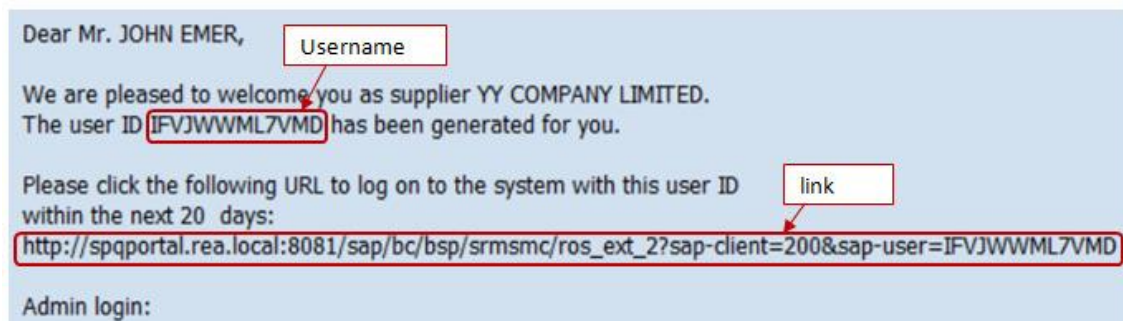 Dear Mr. JOHN EMER,
Username
We are pleased to welcome you as supplier YY COMPANY LIMITED.
The user ID IFVJWWML7VMD has been generated for you.
Please click the following URL to log on to the system with this user ID
link
within the next 20 days:
http://spqportal.rea.local:8081/sap/bc/bsp/srmsmc/ros_ext_2?sap-client=200&sap-user=IFVJWWML7VMD
Admin login: